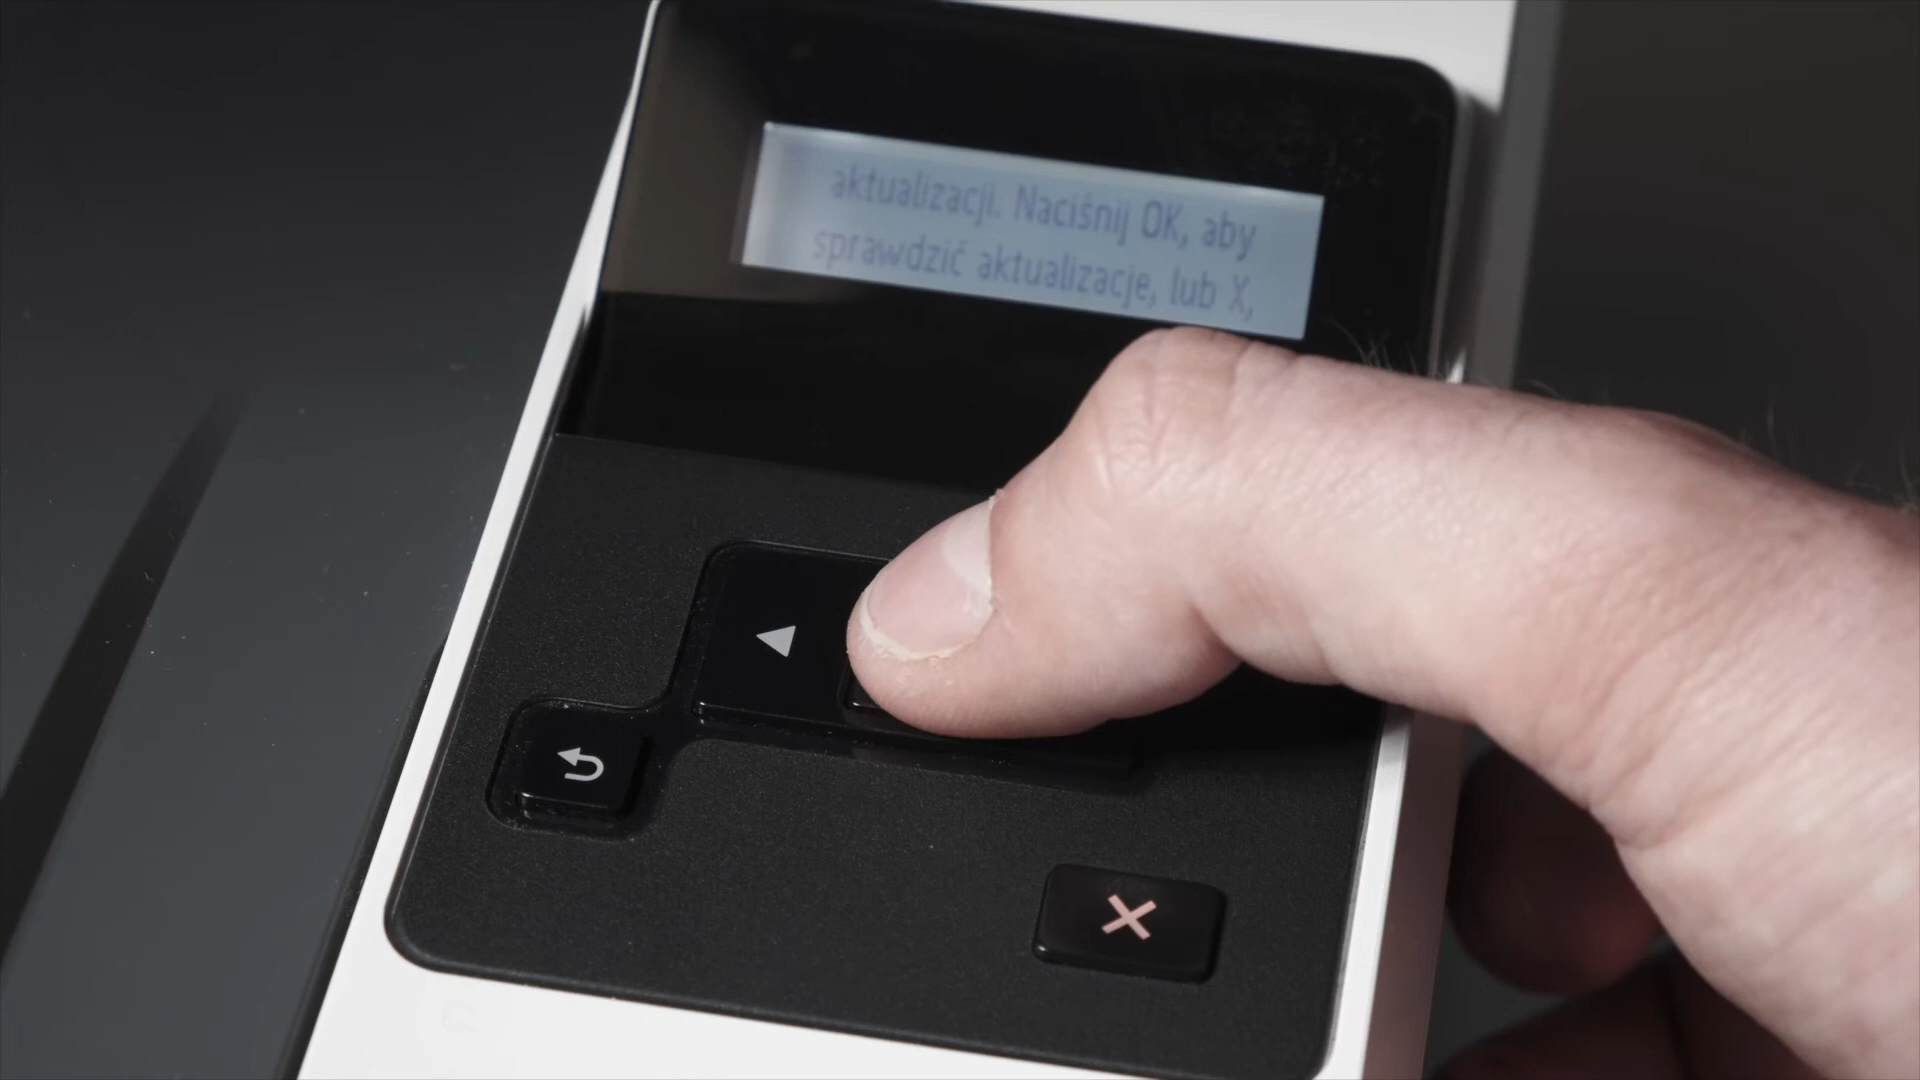 aktualizacji. Naciśnij OK, aby
sprawdzić aktualizacje, lub X,